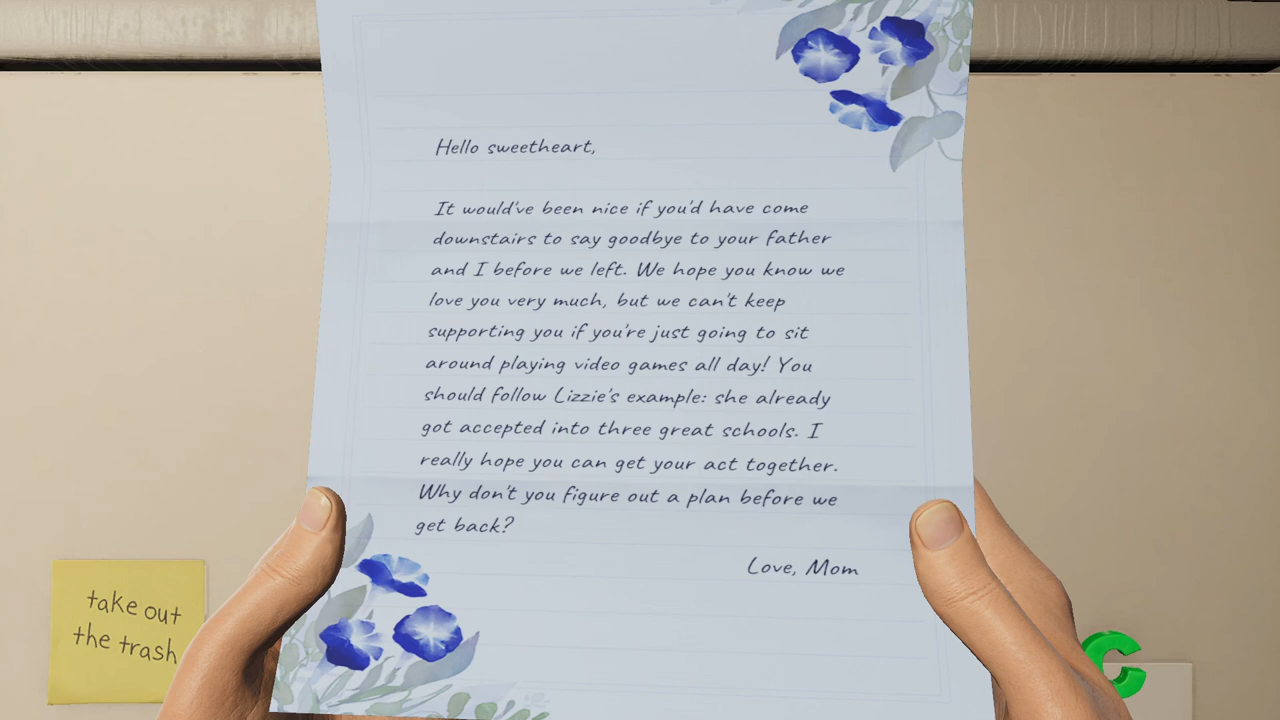 Hello sweetheart,
It would've been nice if you'd have come
downstairs to say goodbye to your father
and I before we left. We hope you know we
love you very much, but we can't keep
supporting you if you're just going to sit
around playing video games all day! You
should follow Lizzie's example: she already
got accepted into three great schools. I
really hope you can get your act together.
Why don't you figure out a plan before we
get back?
Love, Mom
take out
the trash
C